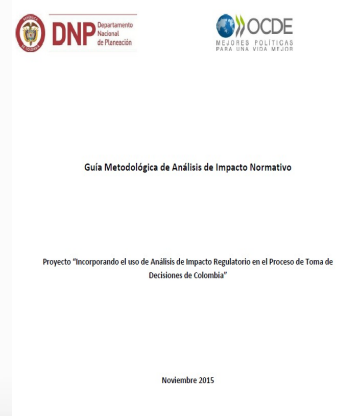 DNP Departamento
Nacional
de Planeación
OCDE
MEJORES POLÍTICAS
PARA UNA VIDA MEJOR
Guía Metodológica de Análisis de Impacto Normativo
Proyecto "Incorporando el uso de Análisis de Impacto Regulatorio en el Proceso de Toma de
Decisiones de Colombia"
Noviembre 2015